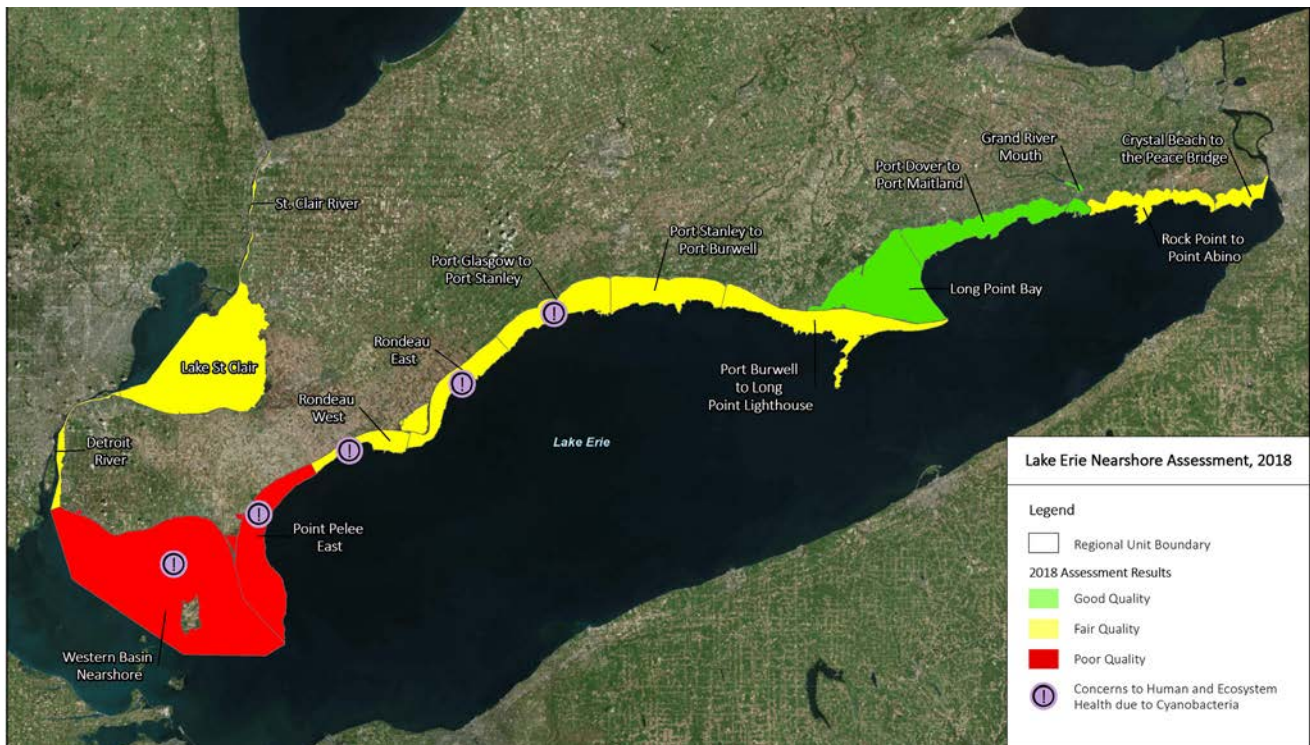 Grand River
Mouth
Crystal Beach to
the Peace Bridge
Port Dover to
Port Maitland
St. Clair River
Port Stanley to
Port Burwell
Rock Point to
Point Abino
Port Glasgow to
Port Stanley
Long Point Bay
Lake St Clair
Rondeau
East
Port Burwell
to Long
Point Lighthouse
Rondeau
West
Detroit
River
Lake Erie
Point Pelee
East
Western Basin
Nearshore
Lake Erie Nearshore Assessment, 2018
Legend
Regional Unit Boundary
2018 Assessment Results
Good Quality
Fair Quality
Poor Quality
Concerns to Human and Ecosystem
Health due to Cyanobacteria